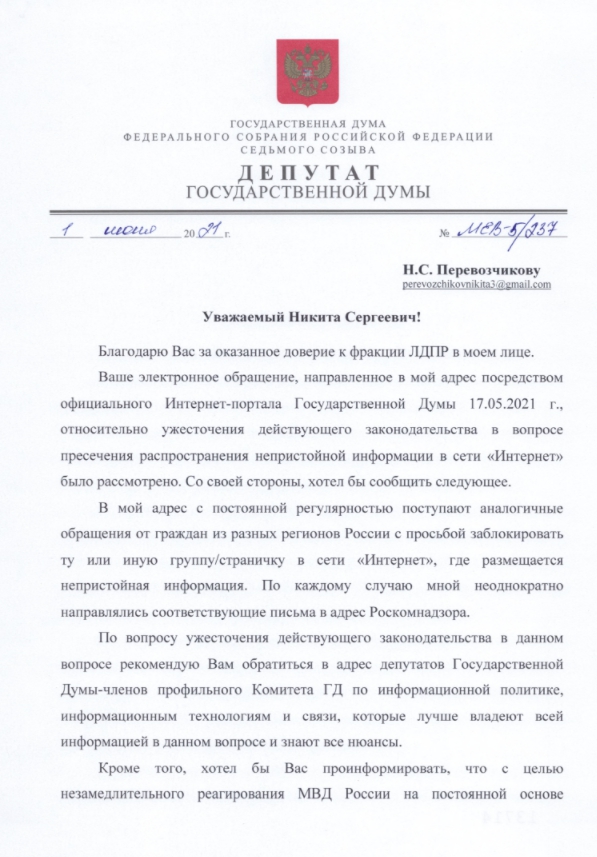 ГОСУДАРСТВЕННАЯ ДУМА
ФЕДЕРАЛЬНОГО СОБРАНИЯ РОССИЙСКОЙ ФЕДЕРАЦИИ
СЕДЬМОГО СОЗЫВА
ДЕПУТАТ
ГОСУДАРСТВЕННОЙ ДУМЫ
1 июня 2021 г. № МЕВ-5/237
Н.С. Перевозчикову
perevozchikovnikita3@gmail.com
Уважаемый Никита Сергеевич!
Благодарю Вас за оказанное доверие к фракции ЛДПР в моем лице.
Ваше электронное обращение, направленное в мой адрес посредством
официального Интернет-портала Государственной Думы 17.05.2021 г.,
относительно ужесточения действующего законодательства в вопросе
пресечения распространения непристойной информации в сети «Интернет»
было рассмотрено. Со своей стороны, хотел бы сообщить следующее.
В мой адрес с постоянной регулярностью поступают аналогичные
обращения от граждан из разных регионов России с просьбой заблокировать
ту или иную группу/страничку в сети «Интернет», где размещается
непристойная информация. По каждому случаю мной неоднократно
направлялись соответствующие письма в адрес Роскомнадзора.
По вопросу ужесточения действующего законодательства в данном
вопросе рекомендую Вам обратиться в адрес депутатов Государственной
Думы-членов профильного Комитета ГД по информационной политике,
информационным технологиям и связи, которые лучше владеют всей
информацией в данном вопросе и знают все нюансы.
Кроме того, хотел бы Вас проинформировать, что с целью
незамедлительного реагирования МВД России на постоянной основе